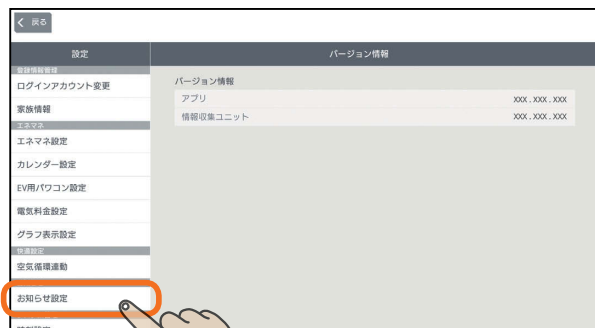 戻る
設定
バージョン情報
登録情報管理
ログインアカウント変更
家族情報
エネマネ
エネマネ設定
カレンダー設定
EV用パワコン設定
電気料金設定
グラフ表示設定
快適設定
空気循環連動
お知らせ設定
バージョン情報
アプリ XXX . XXX . XXX
情報収集ユニット XXX . XXX . XXX